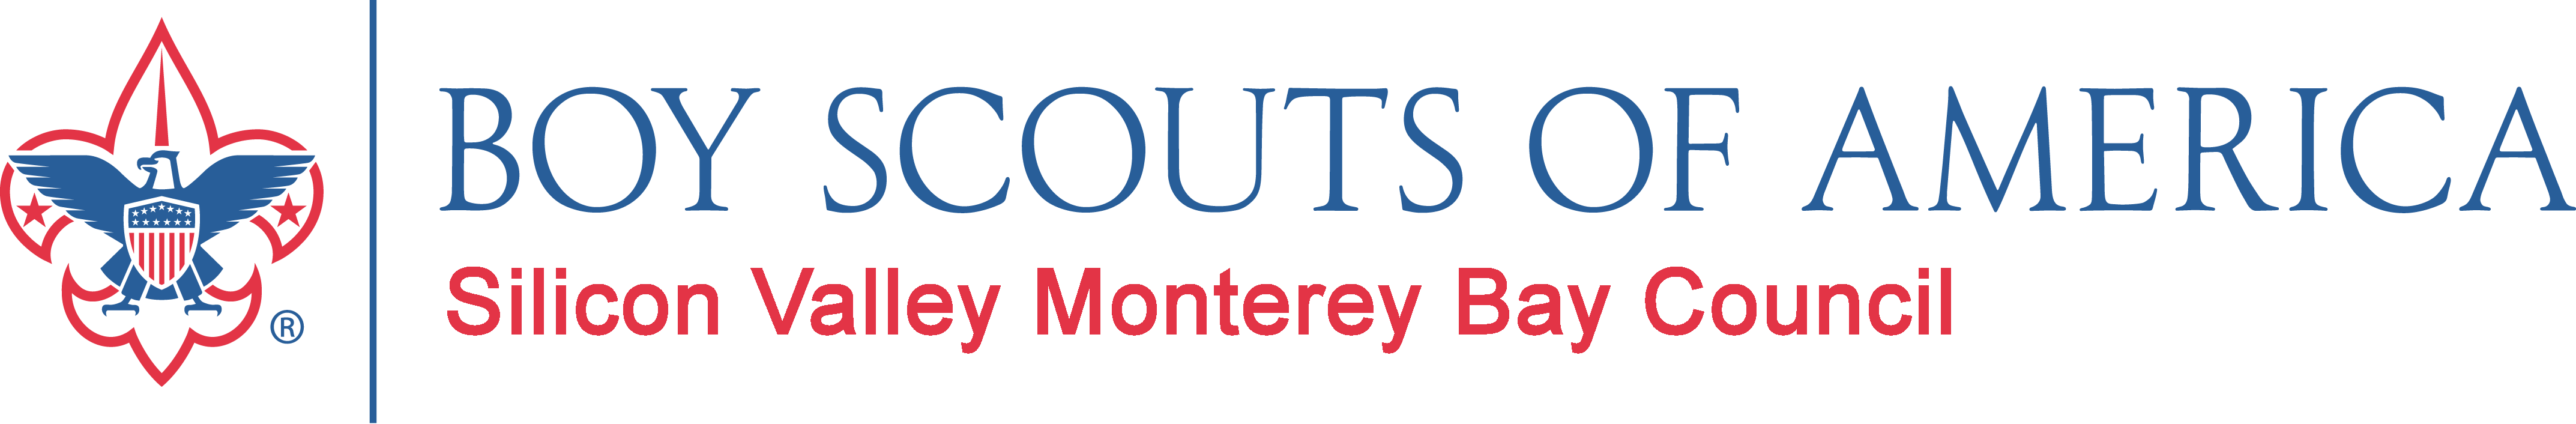 BOY SCOUTS OF AMERICA
Silicon Valley Monterey Bay Council
®